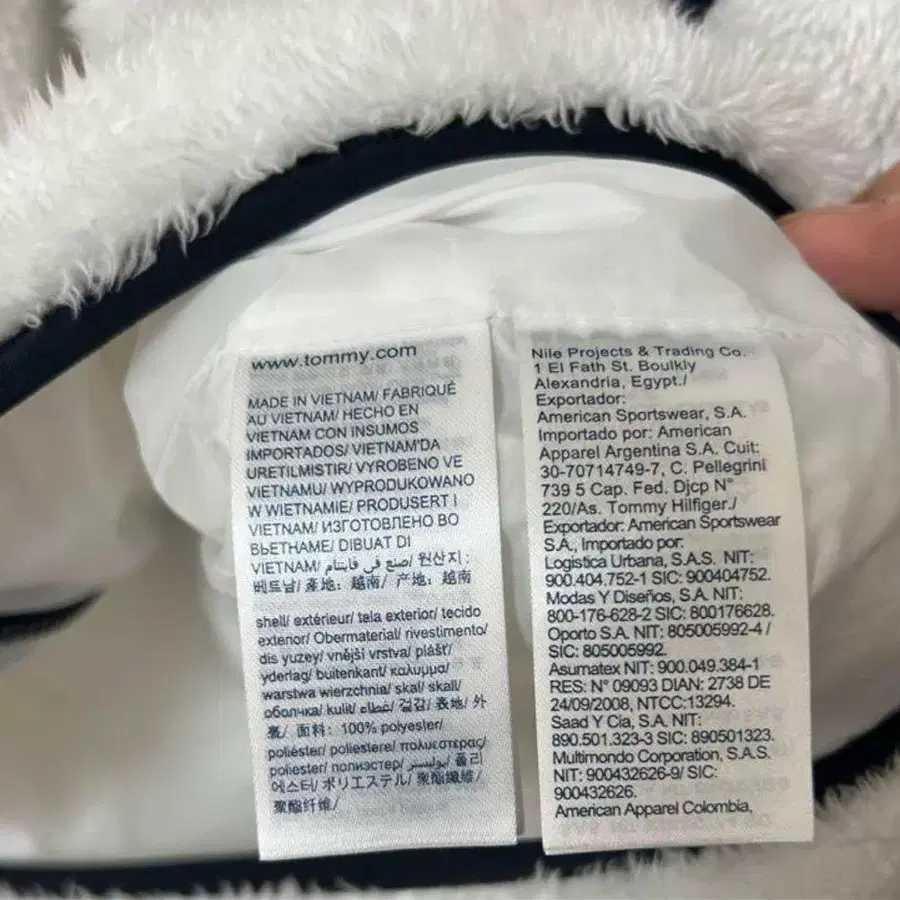 www.tommy.com
MADE IN VIETNAM/ FABRIQUÉ
AU VIETNAM/ HECHO EN
VIETNAM CON INSUMOS
IMPORTADOS/ VIETNAM'DA
URETILMISTIR/ VYROBENO VE
VIETNAMU/ WYPRODUKOWANO
W WIETNAMIE/ PRODUSERT I
VIETNAM/ ИЗГОТОВЛЕНО ВО
ВЬЕТНАМЕ/ DIBUAT DI
VIETNAM/ صنع في فايتنام/ 원산지:
베트남/ 產地: 越南/ 产地: 越南
shell/ extérieur/ tela exterior/ tecido
exterior/ Obermaterial/ rivestimento/
dis yuzey/ vnější vrstva/ plášť/
yderlag/ buitenkant/ καλυμμα/
warstwa wierzchnia/ skal/ skall/
оболчка/ kulit/ غطاء/ 겉감/ 表地/ 外
套/ 面料: 100% polyester/
poliéster/ poliestere/ πολυεστερας/
poliester/ полиэстер/ بوليستر/ 폴리
에스터/ ポリエステル/ 聚酯纖維/
聚酯纤维/
Nile Projects & Trading Co.
1 El Fath St. Boulkly
Alexandria, Egypt./
Exportador:
American Sportswear, S.A.
Importado por: American
Apparel Argentina S.A. Cuit:
30-70714749-7, C. Pellegrini
739 5 Cap. Fed. Djcp N°
220/As. Tommy Hilfiger./
Exportador: American Sportswear
S.A., Importado por:
Logistica Urbana, S.A.S. NIT:
900.404.752-1 SIC: 900404752.
Modas Y Diseños, S.A. NIT:
800-176-628-2 SIC: 800176628.
Oporto S.A. NIT: 805005992-4 /
SIC: 805005992.
Asumatex NIT: 900.049.384-1
RES: N° 09093 DIAN: 2738 DE
24/09/2008, NTCC:13294.
Saad Y Cia, S.A. NIT:
890.501.323-3 SIC: 890501323.
Multimondo Corporation, S.A.S.
NIT: 900432626-9/ SIC:
900432626.
American Apparel Colombia,